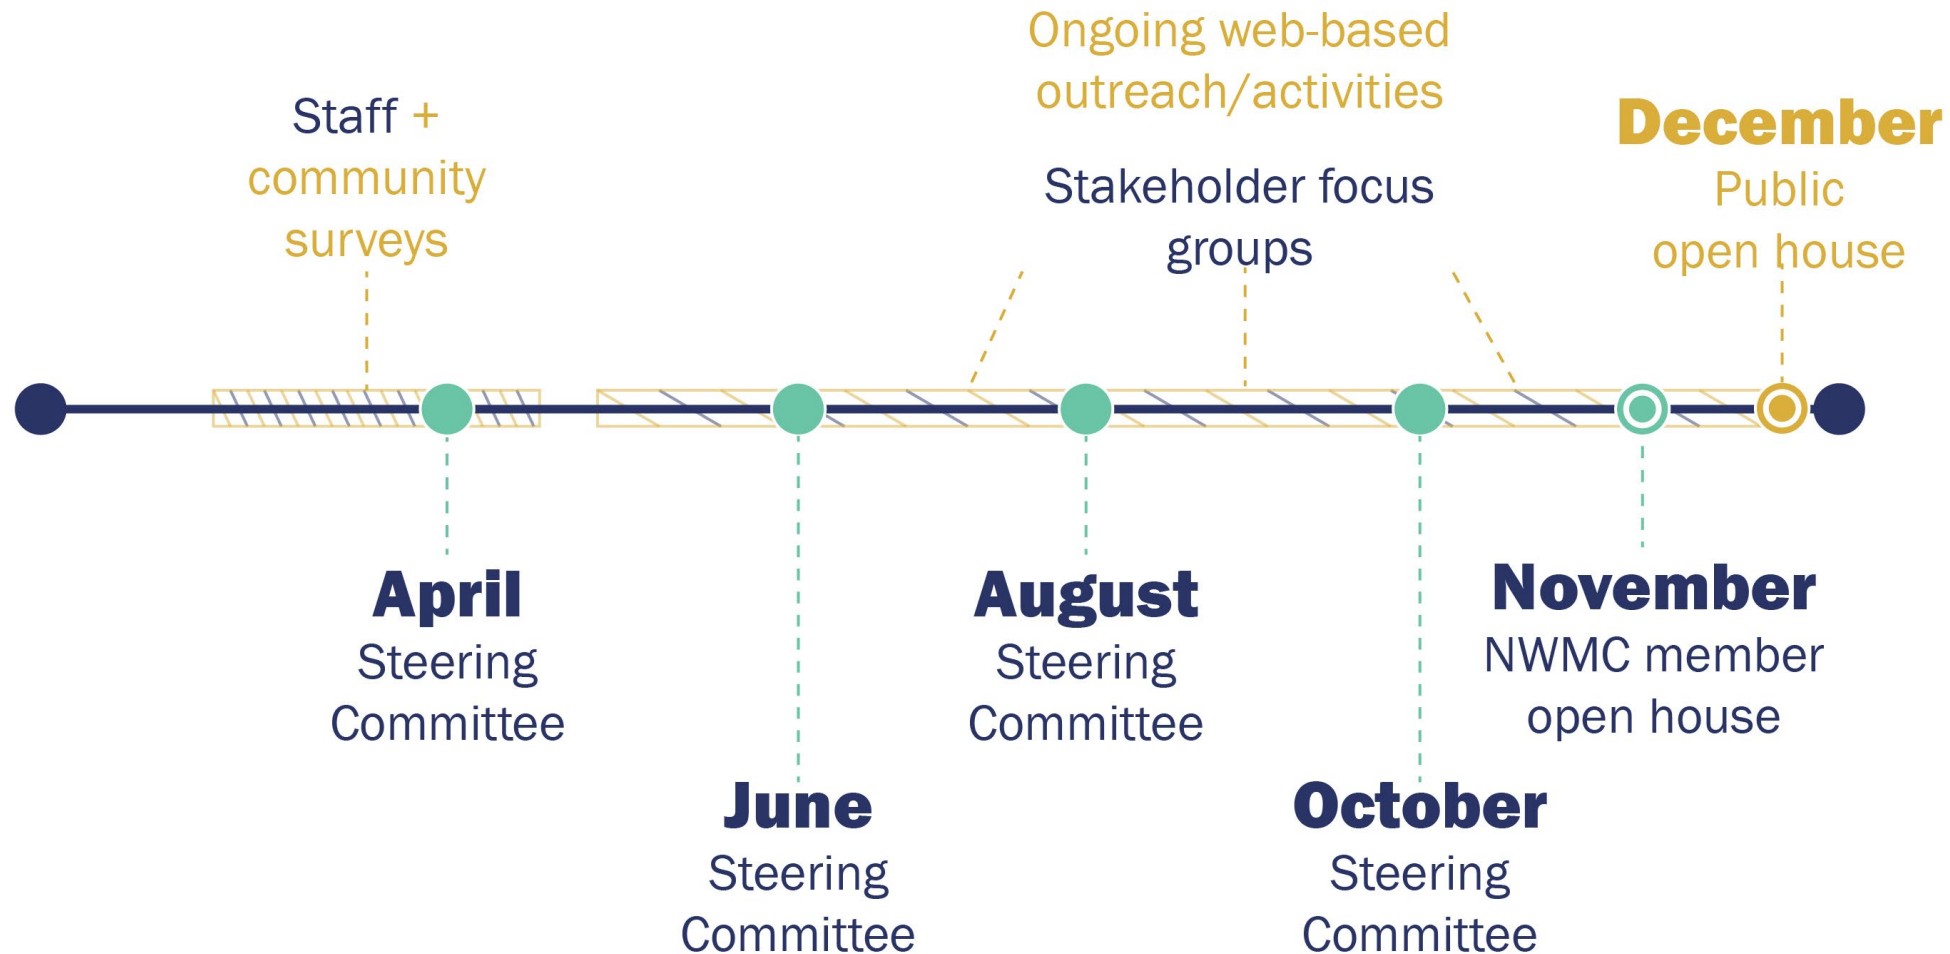 Staff +
community
surveys
Ongoing web-based
outreach/activities
Stakeholder focus
groups
December
Public
open house
April
Steering
Committee
June
Steering
Committee
August
Steering
Committee
October
Steering
Committee
November
NWMC member
open house